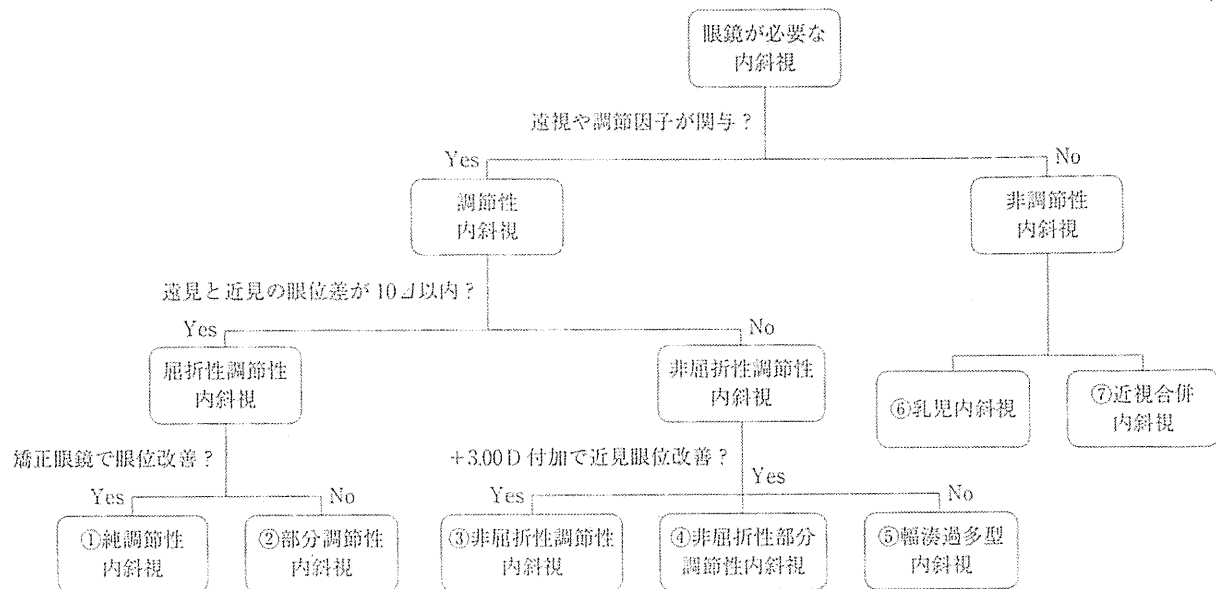 眼鏡が必要な
内斜視
遠視や調節因子が関与？
Yes
No
調節性
内斜視
非調節性
内斜視
遠見と近見の眼位差が 10⊿以内？
Yes
No
屈折性調節性
内斜視
非屈折性調節性
内斜視
⑥乳児内斜視
⑦近視合併
内斜視
矯正眼鏡で眼位改善？
+3.00D 付加で近見眼位改善？
Yes
No
Yes
Yes
No
①純調節性
内斜視
②部分調節性
内斜視
③非屈折性調節性
内斜視
④非屈折性部分
調節性内斜視
⑤輻湊過多型
内斜視